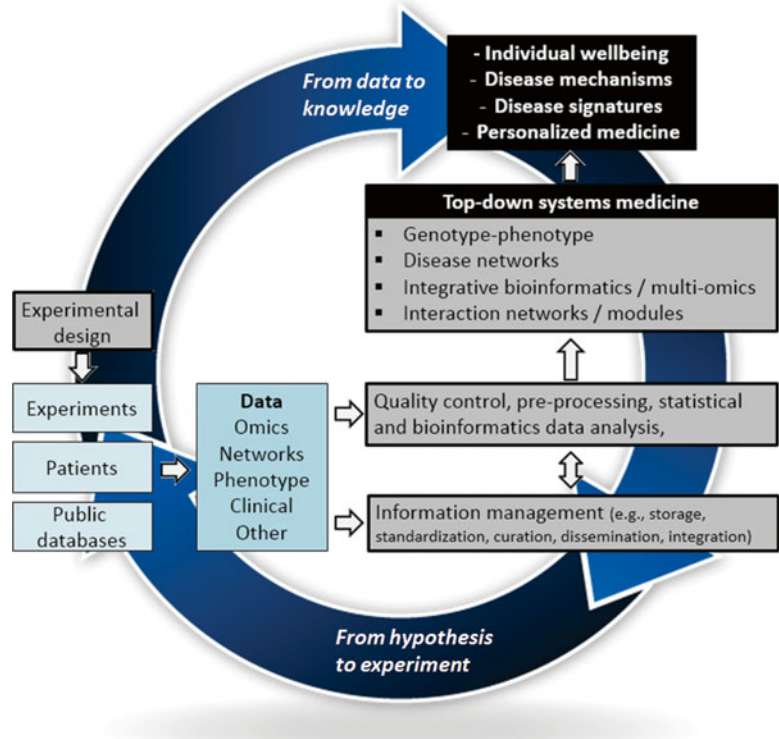 From data to
knowledge
- Individual wellbeing
- Disease mechanisms
- Disease signatures
- Personalized medicine
Top-down systems medicine
▪ Genotype-phenotype
▪ Disease networks
▪ Integrative bioinformatics / multi-omics
▪ Interaction networks / modules
Experimental
design
Experiments
Patients
Public
databases
Data
Omics
Networks
Phenotype
Clinical
Other
Quality control, pre-processing, statistical
and bioinformatics data analysis,
Information management (e.g., storage,
standardization, curation, dissemination, integration)
From hypothesis
to experiment